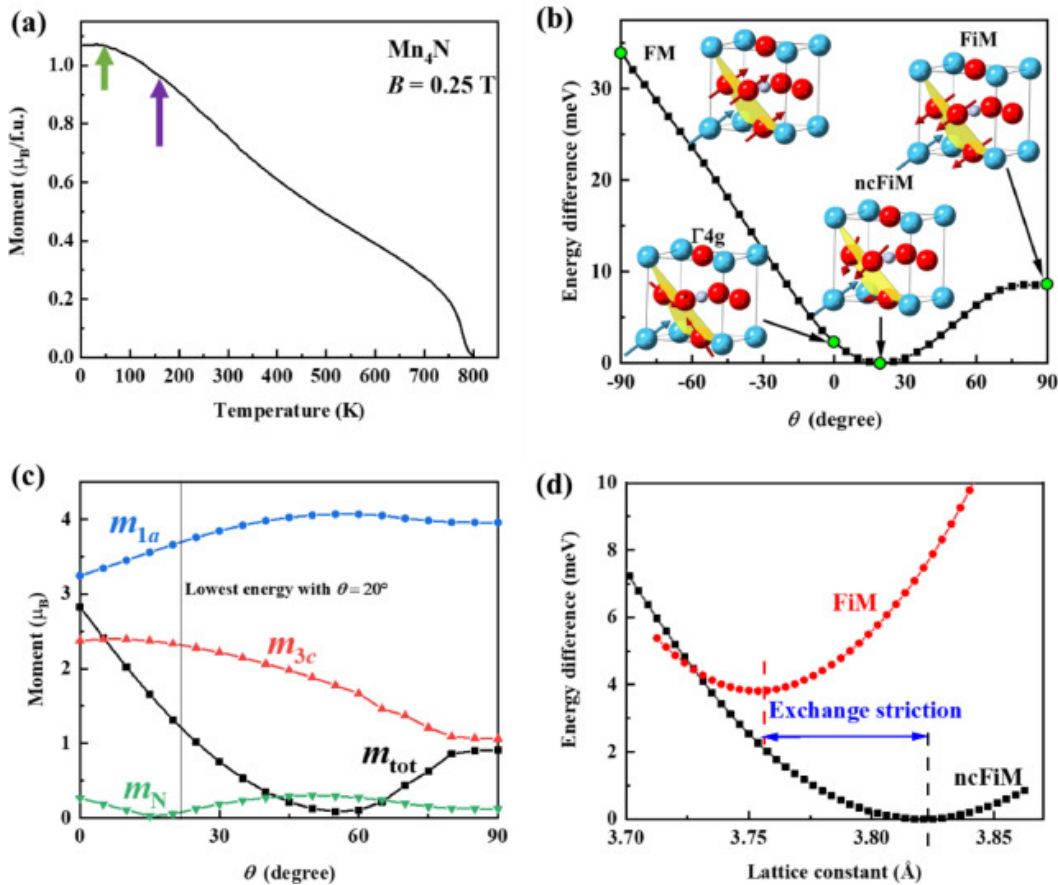 (a)
Mn₄N
B = 0.25 T
Moment (μB/f.u.)
1.0
0.8
0.6
0.4
0.2
0.0
0 100 200 300 400 500 600 700 800
Temperature (K)
(b)
FM
FiM
ncFiM
Γ4g
Energy difference (meV)
30
20
10
0
-90 -60 -30 0 30 60 90
θ (degree)
(c)
m1a
Lowest energy with θ = 20°
m3c
mtot
mN
Moment (μB)
4
3
2
1
0
0 30 60 90
θ (degree)
(d)
FiM
Exchange striction
ncFiM
Energy difference (meV)
10
8
6
4
2
0
3.70 3.75 3.80 3.85
Lattice constant (Å)